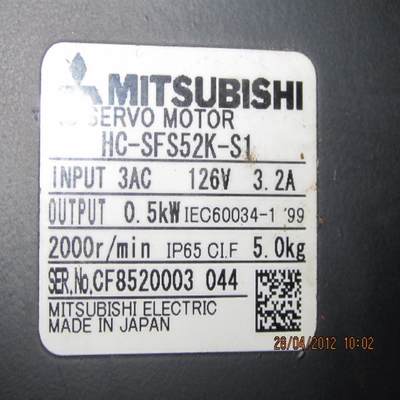 MITSUBISHI
SERVO MOTOR
HC-SFS52K-S1
INPUT 3AC 126V 3.2A
OUTPUT 0.5kW IEC60034-1 '99
2000r/min IP65 CI.F 5.0kg
SER.No.CF8520003 044
MITSUBISHI ELECTRIC
MADE IN JAPAN
26/04/2012 10:02